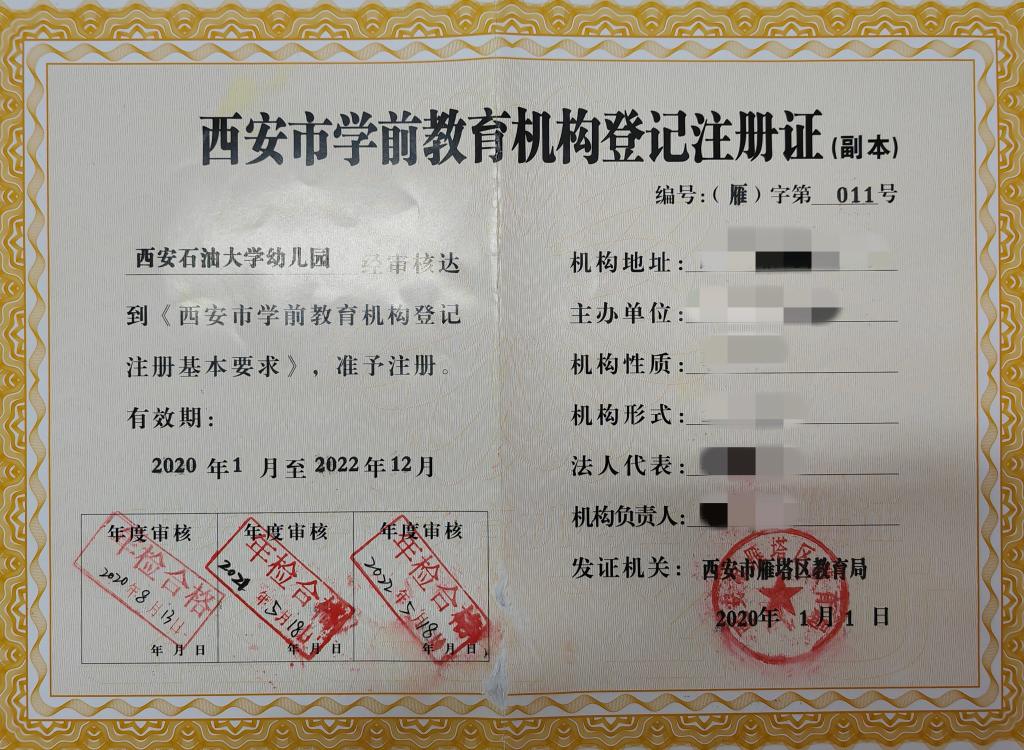 西安市学前教育机构登记注册证(副本)
编号:(雁)字第 011号
西安石油大学幼儿园 经审核达
到《西安市学前教育机构登记
注册基本要求》，准予注册。
有效期:
2020 年 1 月至 2022 年 12 月
年度审核 年度审核 年度审核
年检合格 年检合格 年检合格
2020年8月13日 2021年5月18日 2022年5月18日
年 月 日 年 月 日 年 月 日
机构地址:
主办单位:
机构性质:
机构形式:
法人代表:
机构负责人:
发证机关: 西安市雁塔区教育局
2020年 1 月 1 日